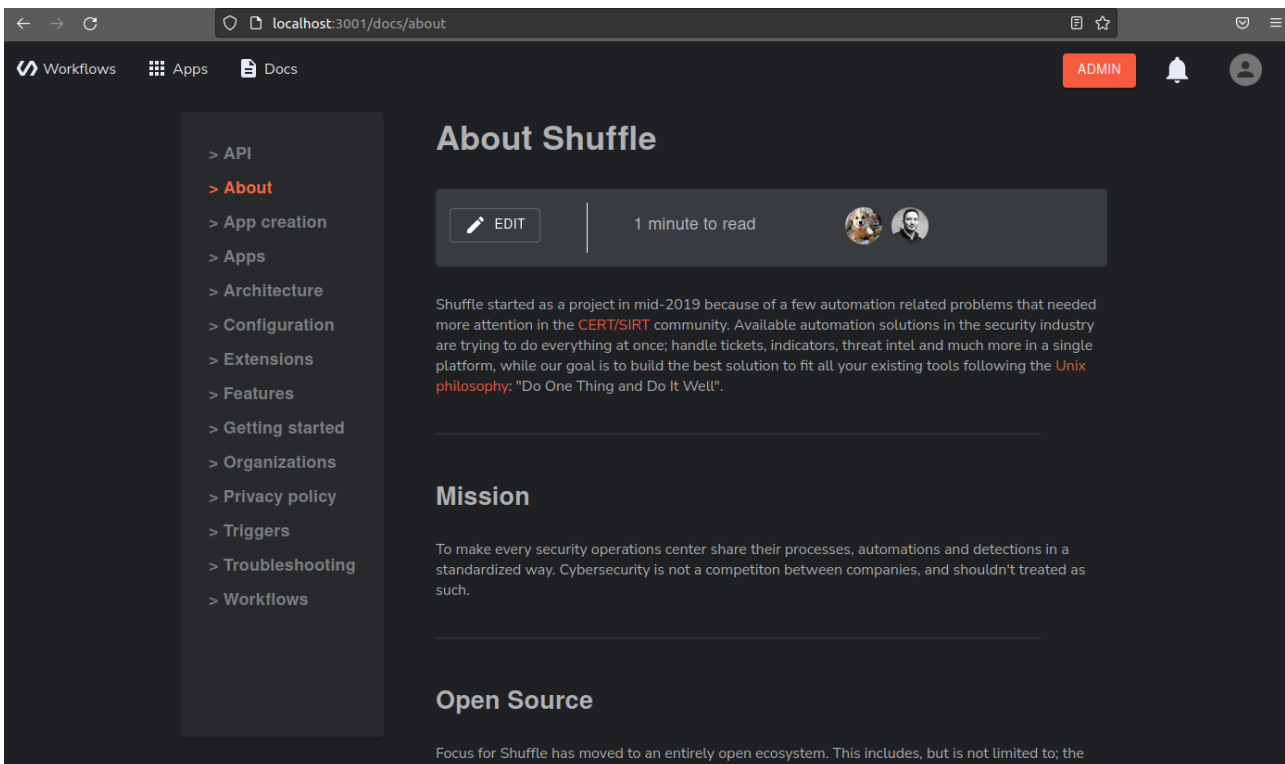 localhost:3001/docs/about
Workflows
Apps
Docs
ADMIN
> API
> About
> App creation
> Apps
> Architecture
> Configuration
> Extensions
> Features
> Getting started
> Organizations
> Privacy policy
> Triggers
> Troubleshooting
> Workflows
About Shuffle
EDIT
1 minute to read
Shuffle started as a project in mid-2019 because of a few automation related problems that needed
more attention in the CERT/SIRT community. Available automation solutions in the security industry
are trying to do everything at once; handle tickets, indicators, threat intel and much more in a single
platform, while our goal is to build the best solution to fit all your existing tools following the Unix
philosophy: "Do One Thing and Do It Well".
Mission
To make every security operations center share their processes, automations and detections in a
standardized way. Cybersecurity is not a competiton between companies, and shouldn't treated as
such.
Open Source
Focus for Shuffle has moved to an entirely open ecosystem. This includes, but is not limited to; the